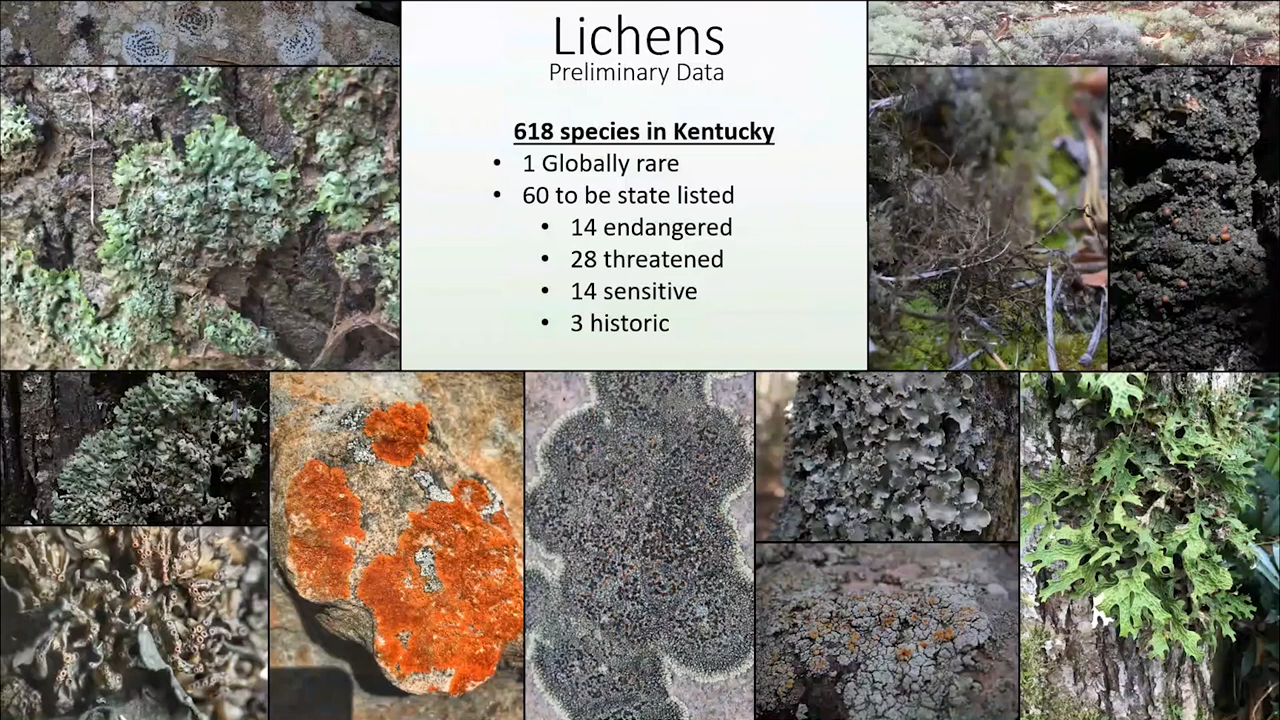 Lichens
Preliminary Data
618 species in Kentucky
• 1 Globally rare
• 60 to be state listed
• 14 endangered
• 28 threatened
• 14 sensitive
• 3 historic